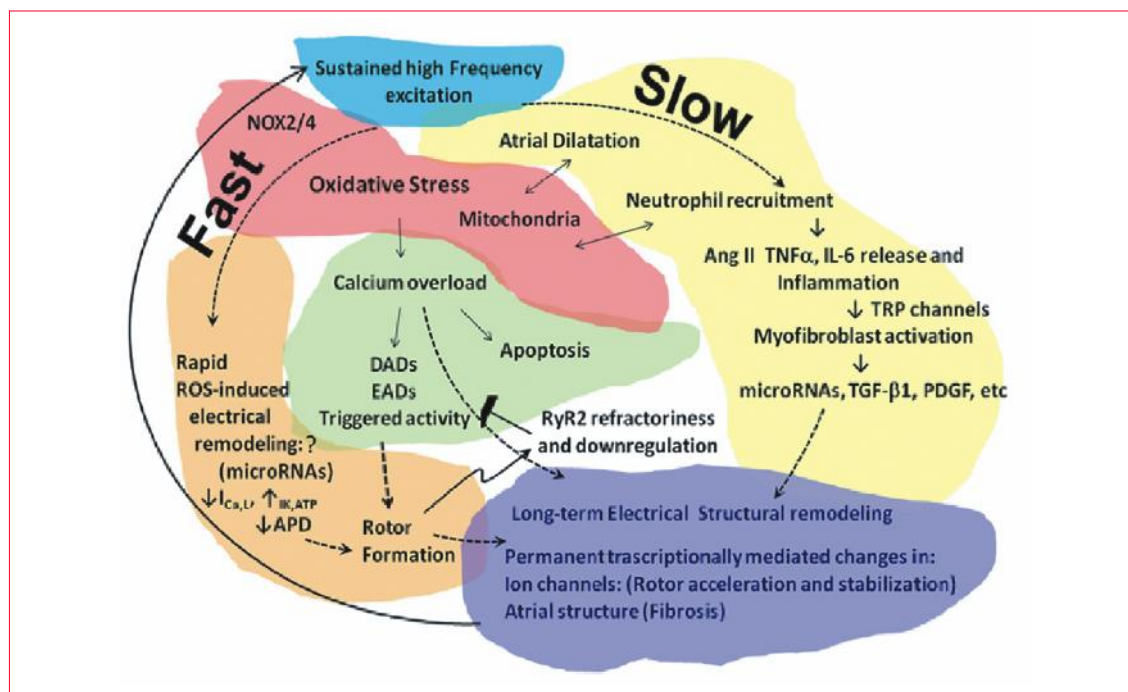 Sustained high Frequency
excitation
Slow
Fast
NOX2/4
Oxidative Stress
Mitochondria
Atrial Dilatation
Neutrophil recruitment
Ang II TNFα, IL-6 release and
Inflammation
↓ TRP channels
Myofibroblast activation
microRNAs, TGF-β1, PDGF, etc
Calcium overload
Apoptosis
DADs
EADs
Triggered activity
RyR2 refractoriness
and downregulation
Rapid
ROS-induced
electrical
remodeling: ?
(microRNAs)
↓I_Ca,L, ↑IK,ATP
↓APD
Rotor
Formation
Long-term Electrical Structural remodeling
Permanent trascriptionally mediated changes in:
Ion channels: (Rotor acceleration and stabilization)
Atrial structure (Fibrosis)